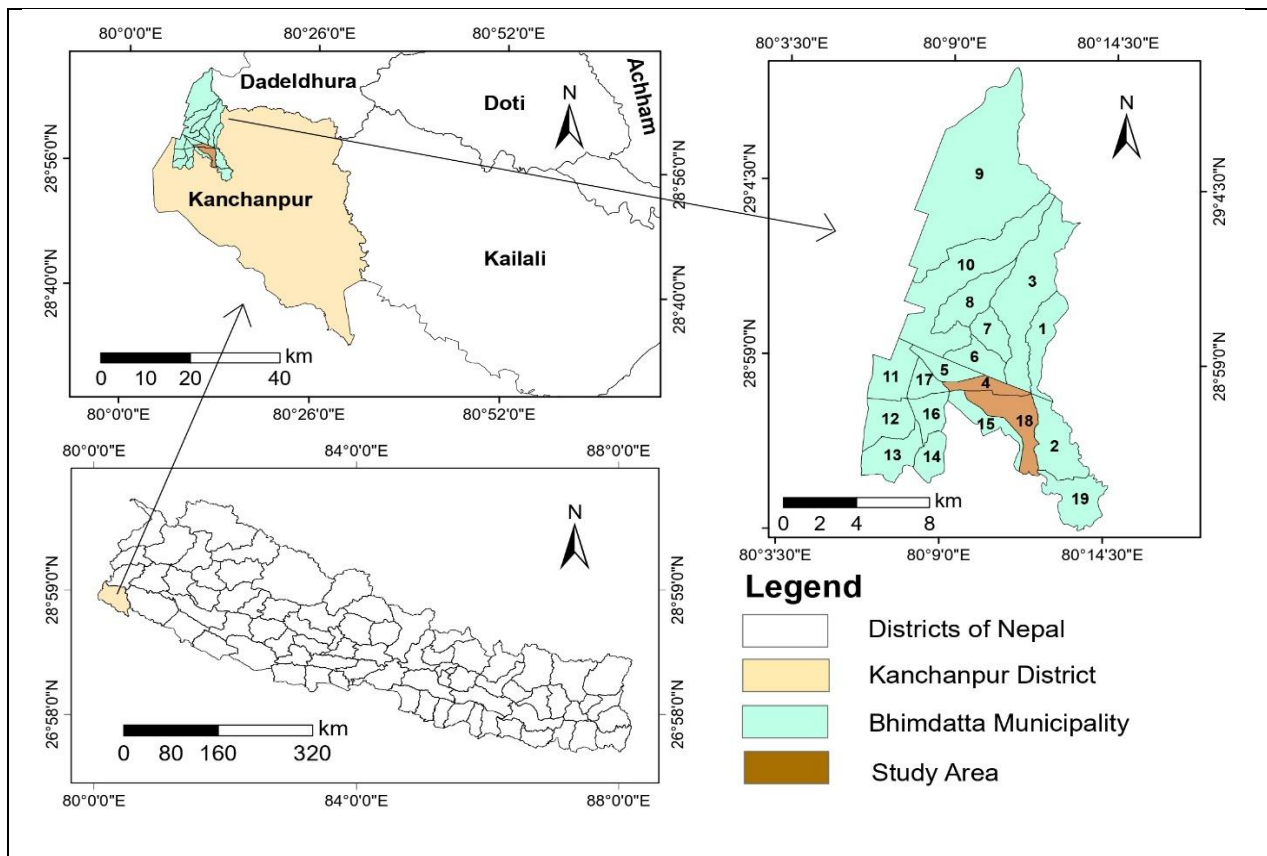 80°0'0"E 80°26'0"E 80°52'0"E
Dadeldhura
Doti
Achham
N
28°56'0"N
28°56'0"N
Kanchanpur
Kailali
28°40'0"N
28°40'0"N
km
0 10 20 40
80°0'0"E 80°26'0"E 80°52'0"E
80°0'0"E 84°0'0"E 88°0'0"E
N
28°59'0"N
28°59'0"N
26°58'0"N
26°58'0"N
km
0 80 160 320
80°0'0"E 84°0'0"E 88°0'0"E
80°3'30"E 80°9'0"E 80°14'30"E
N
29°4'30"N
29°4'30"N
9
10
3
8
7
1
28°59'0"N
28°59'0"N
6
5
11
17
4
12
16
15
18
2
13
14
19
km
0 2 4 8
80°3'30"E 80°9'0"E 80°14'30"E
Legend
Districts of Nepal
Kanchanpur District
Bhimdatta Municipality
Study Area